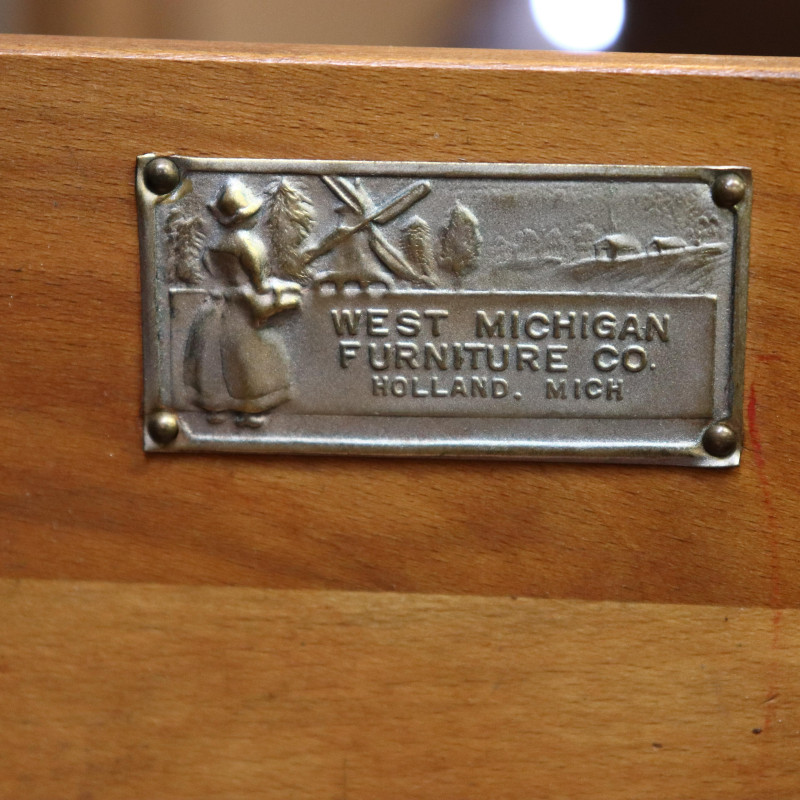 WEST MICHIGAN
FURNITURE CO.
HOLLAND. MICH